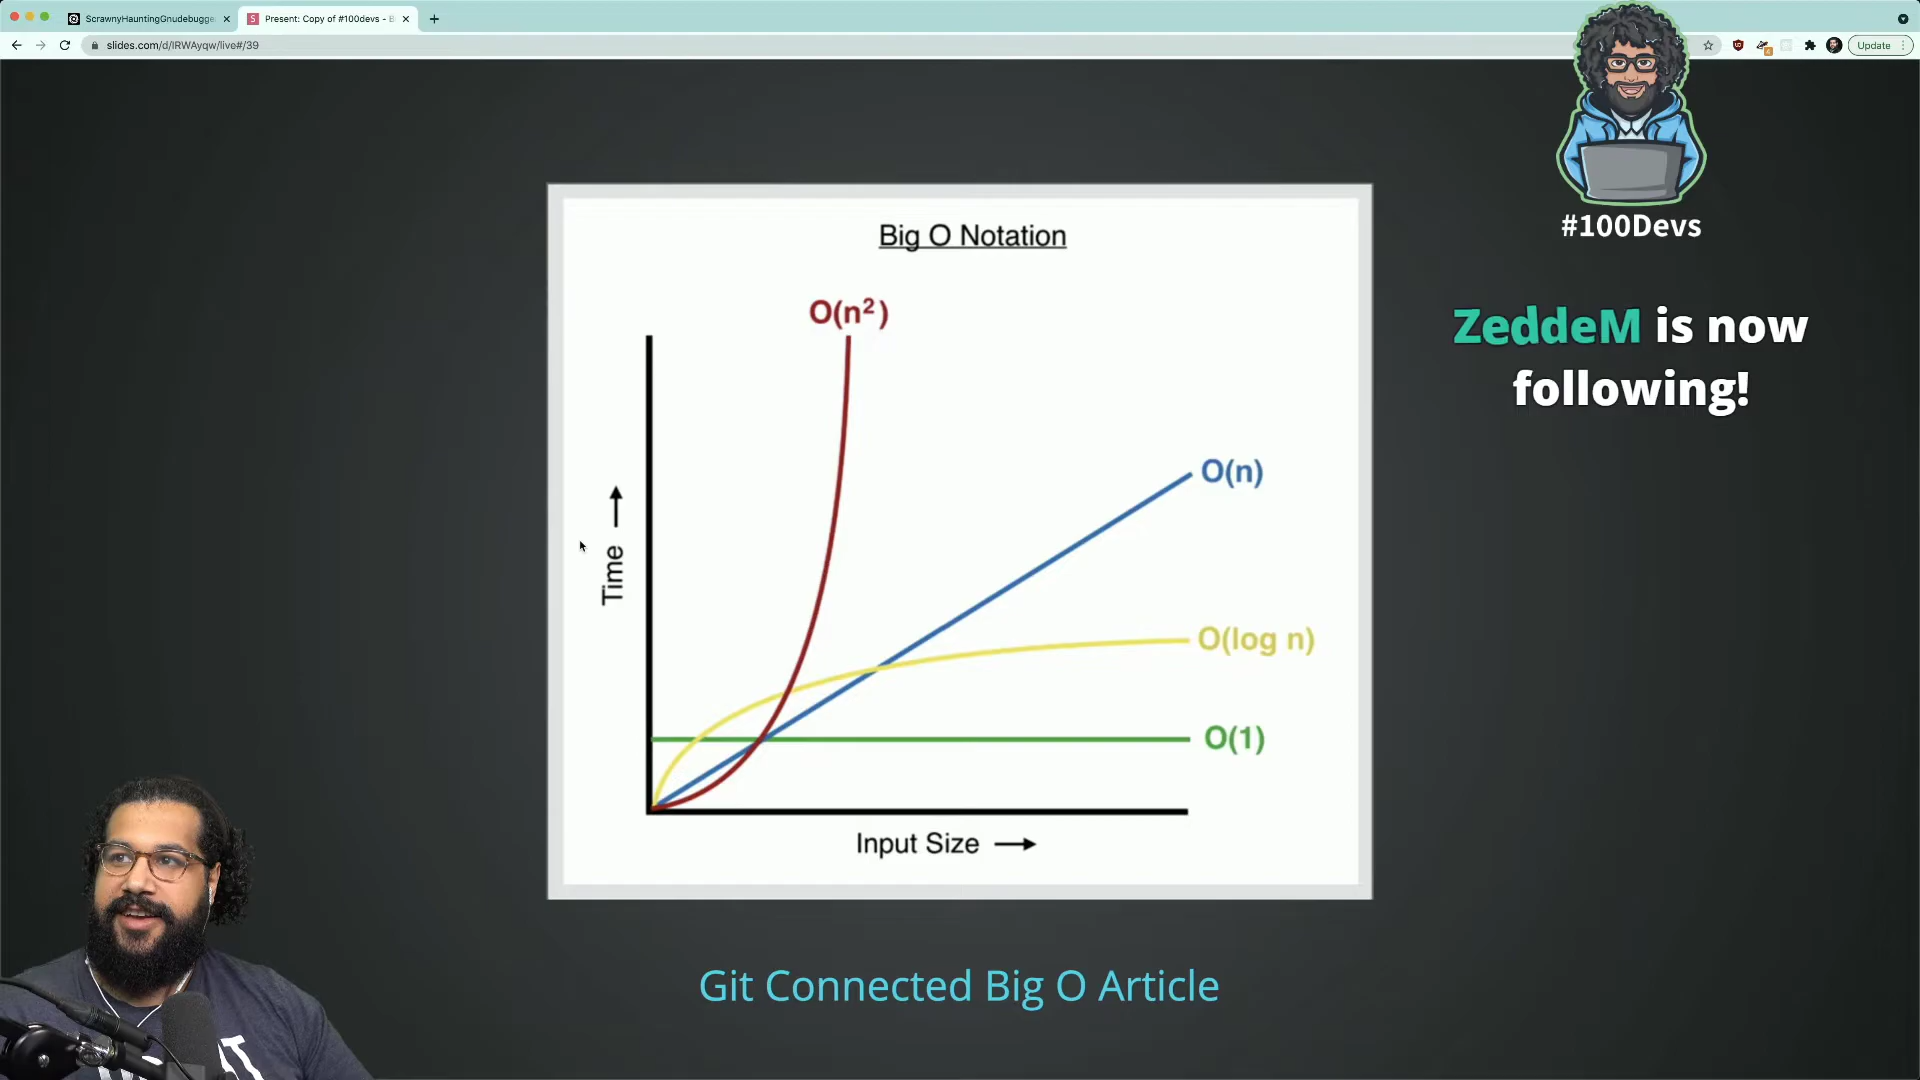 ScrawnyHauntingGnudebugge
Present: Copy of #100devs - B
slides.com/d/IRWAyqw/live#/39
Update
#100Devs
ZeddeM is now
following!
Big O Notation
O(n²)
O(n)
O(log n)
O(1)
Time
Input Size
Git Connected Big O Article